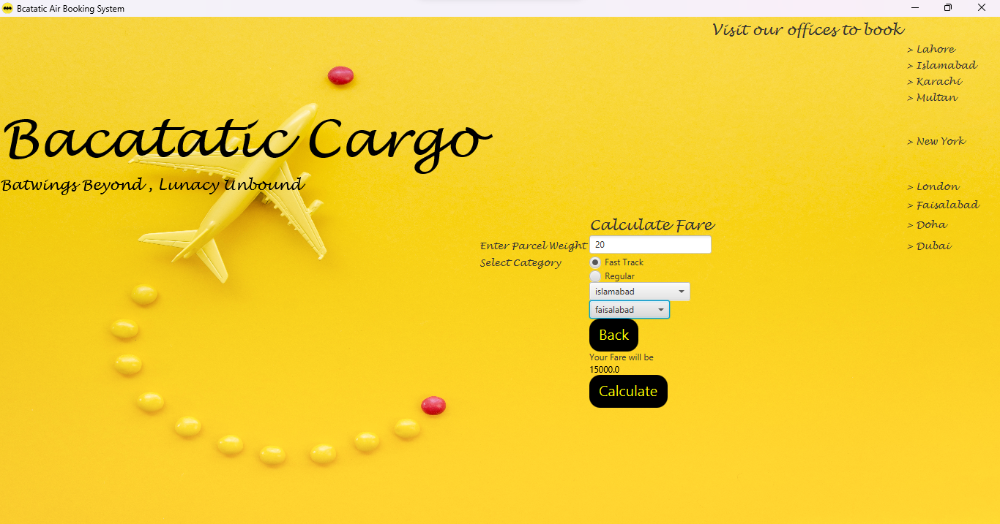 Bcatatic Air Booking System
Visit our offices to book
> Lahore
> Islamabad
> Karachi
> Multan
> New York
> London
> Faisalabad
> Doha
> Dubai
Bacatatic Cargo
Batwings Beyond , Lunacy Unbound
Calculate Fare
Enter Parcel Weight 20
Select Category Fast Track
Regular
islamabad
faisalabad
Back
Your Fare will be
15000.0
Calculate